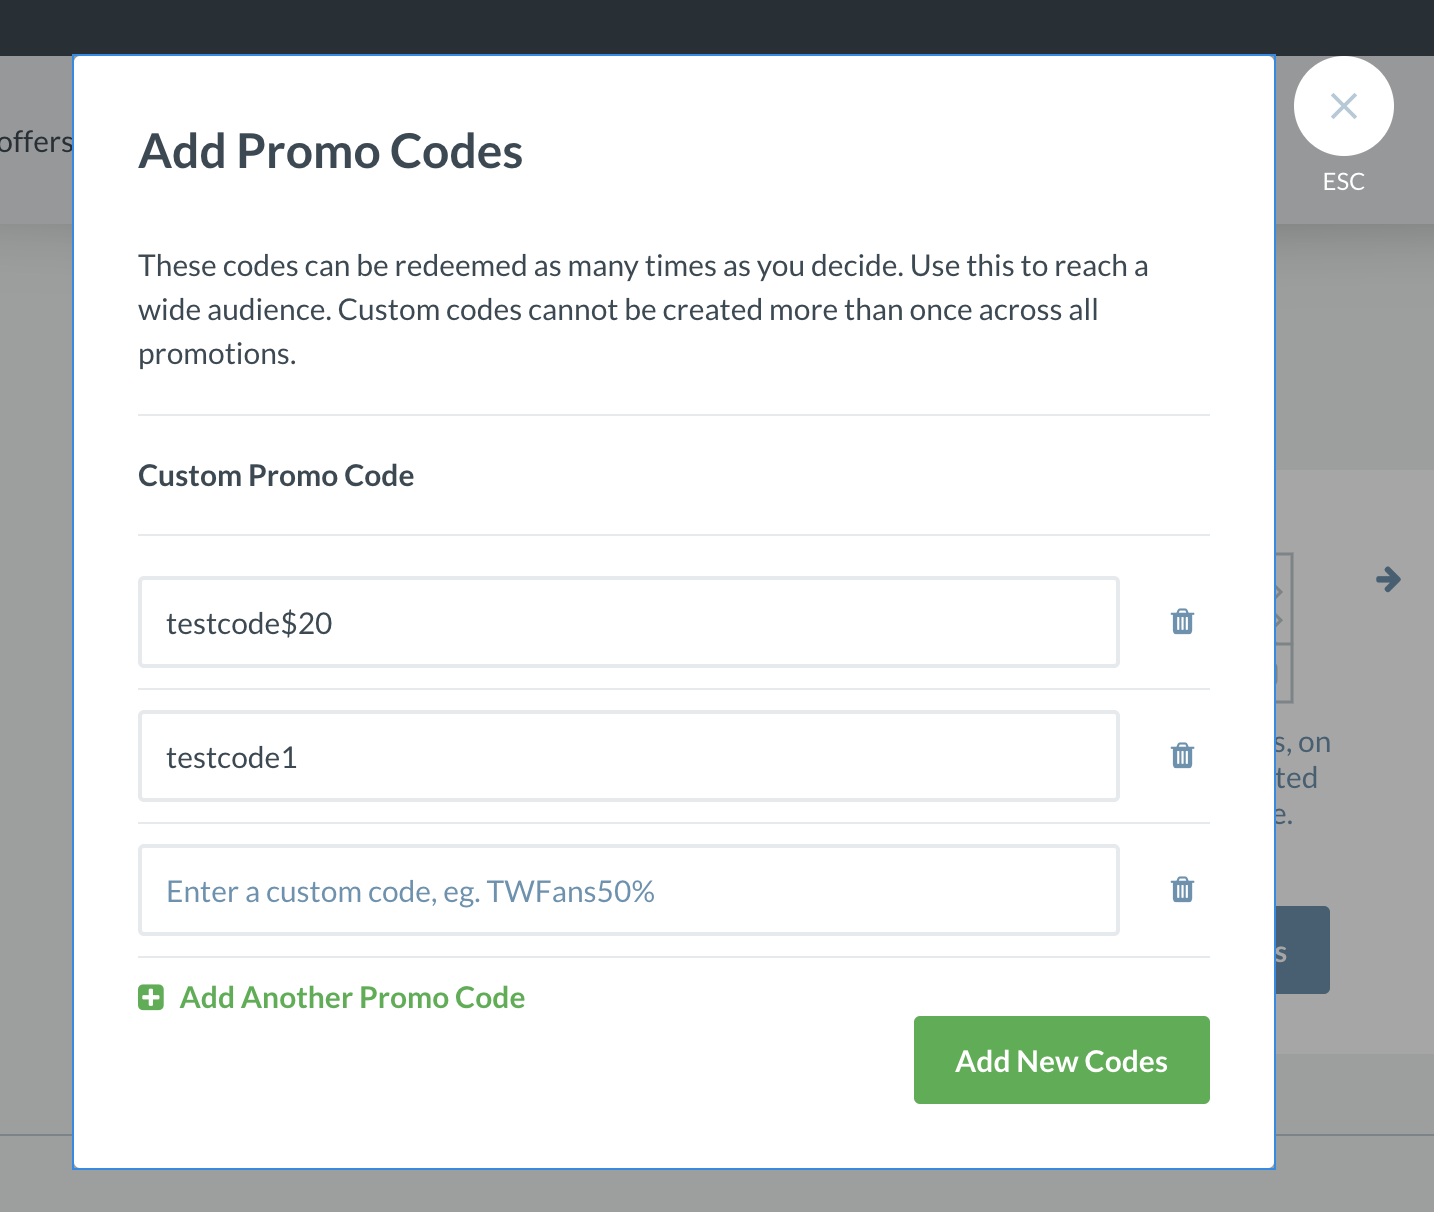 offers
ESC
Add Promo Codes
These codes can be redeemed as many times as you decide. Use this to reach a
wide audience. Custom codes cannot be created more than once across all
promotions.
Custom Promo Code
testcode$20
testcode1
Enter a custom code, eg. TWFans50%
Add Another Promo Code
Add New Codes
s, on
ted
e.
s